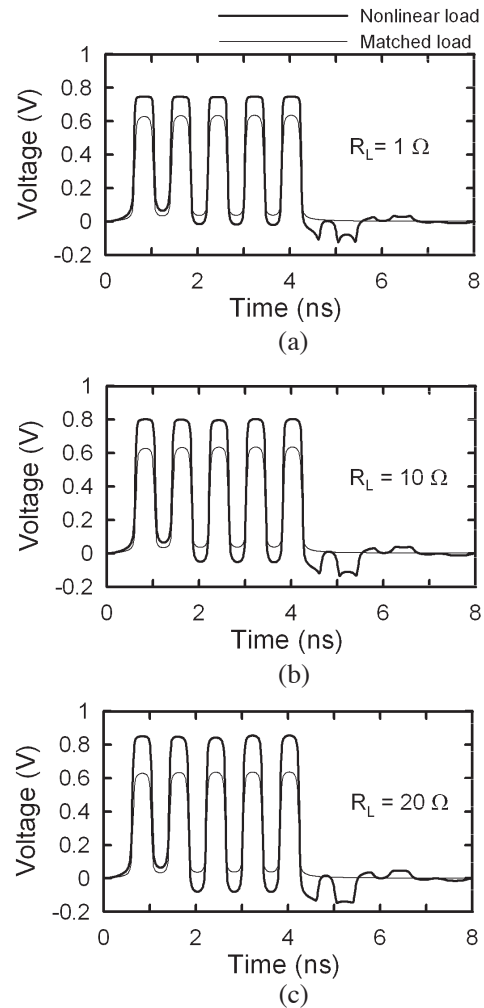 Nonlinear load
Matched load
1
0.8
0.6
0.4
0.2
0
-0.2
Voltage (V)
R_L = 1 Ω
0 2 4 6 8
Time (ns)
(a)
1
0.8
0.6
0.4
0.2
0
-0.2
Voltage (V)
R_L = 10 Ω
0 2 4 6 8
Time (ns)
(b)
1
0.8
0.6
0.4
0.2
0
-0.2
Voltage (V)
R_L = 20 Ω
0 2 4 6 8
Time (ns)
(c)